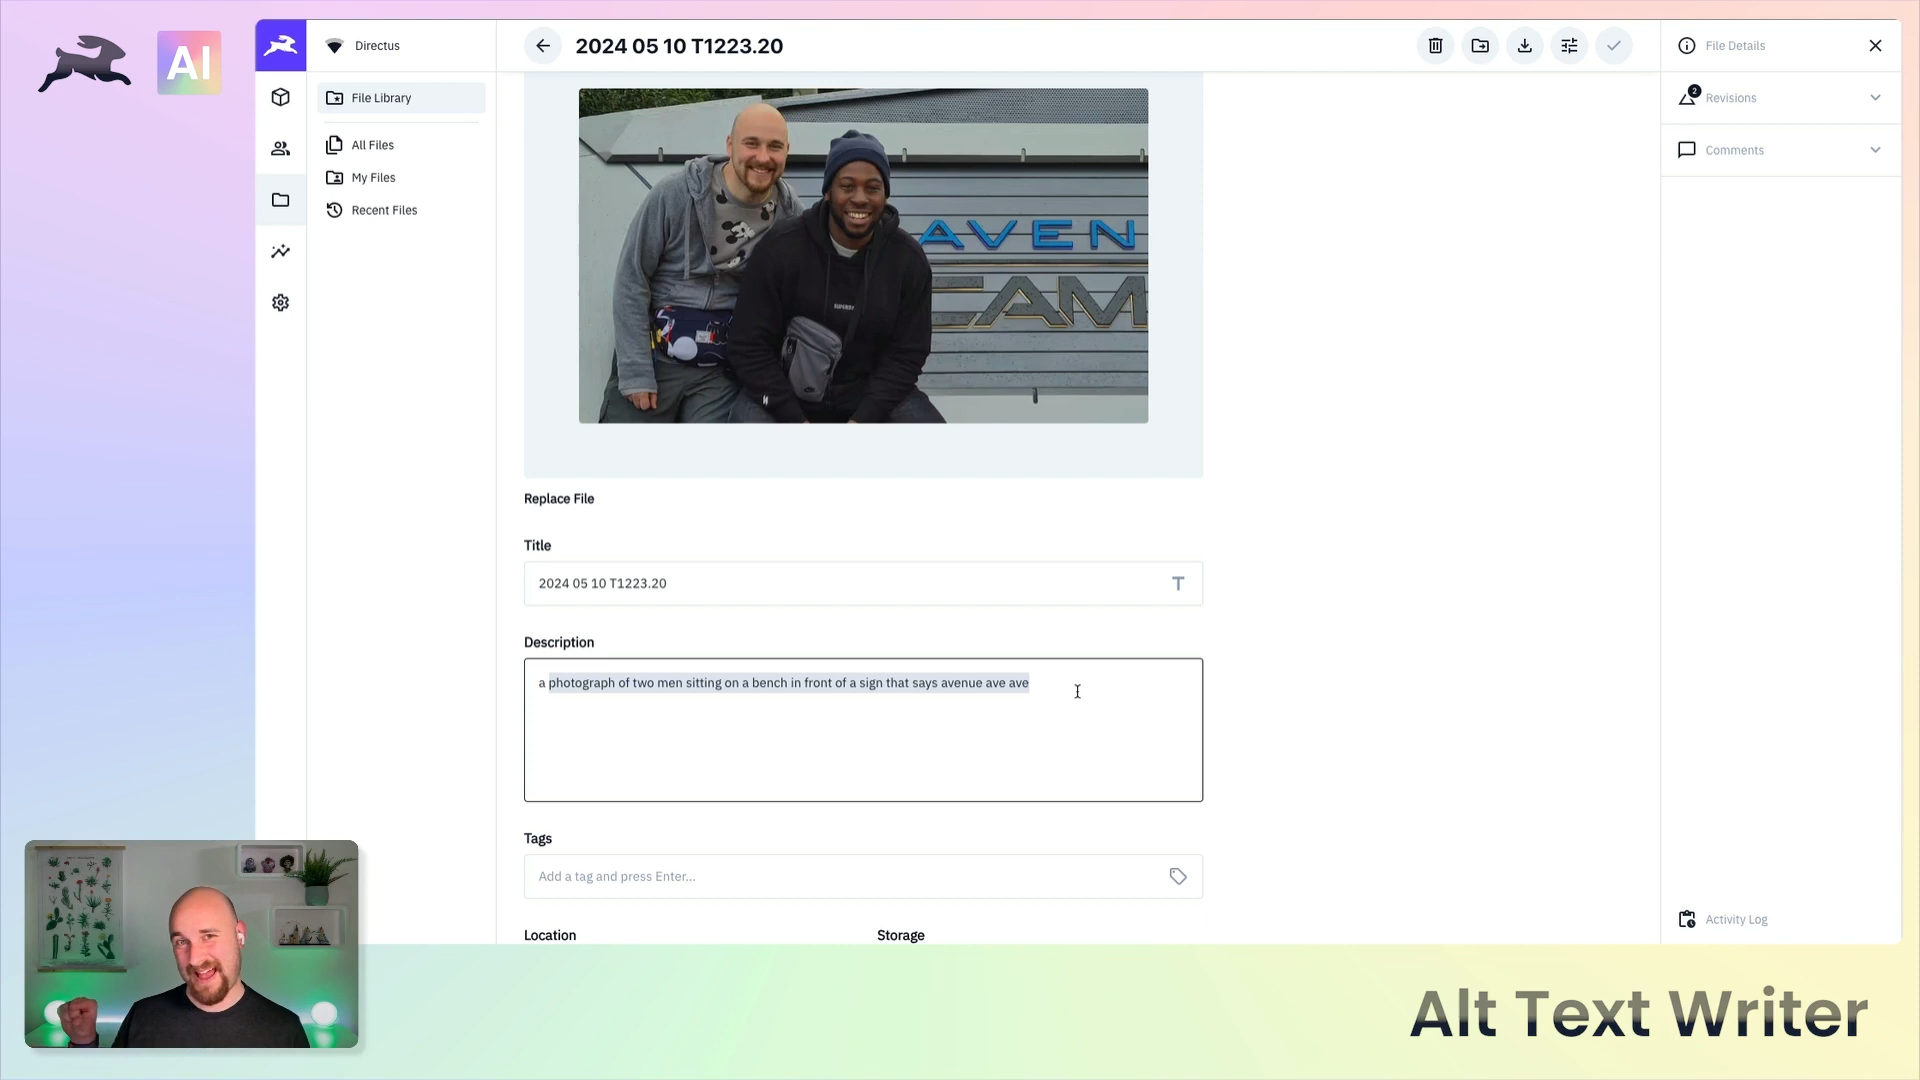 AI
Directus
2024 05 10 T1223.20
File Details
File Library
2
Revisions
All Files
Comments
My Files
Recent Files
AVEN
CAM
SUPERDRY
Replace File
Title
2024 05 10 T1223.20
Description
a photograph of two men sitting on a bench in front of a sign that says avenue ave ave
Tags
Add a tag and press Enter...
Location
Storage
Activity Log
Alt Text Writer